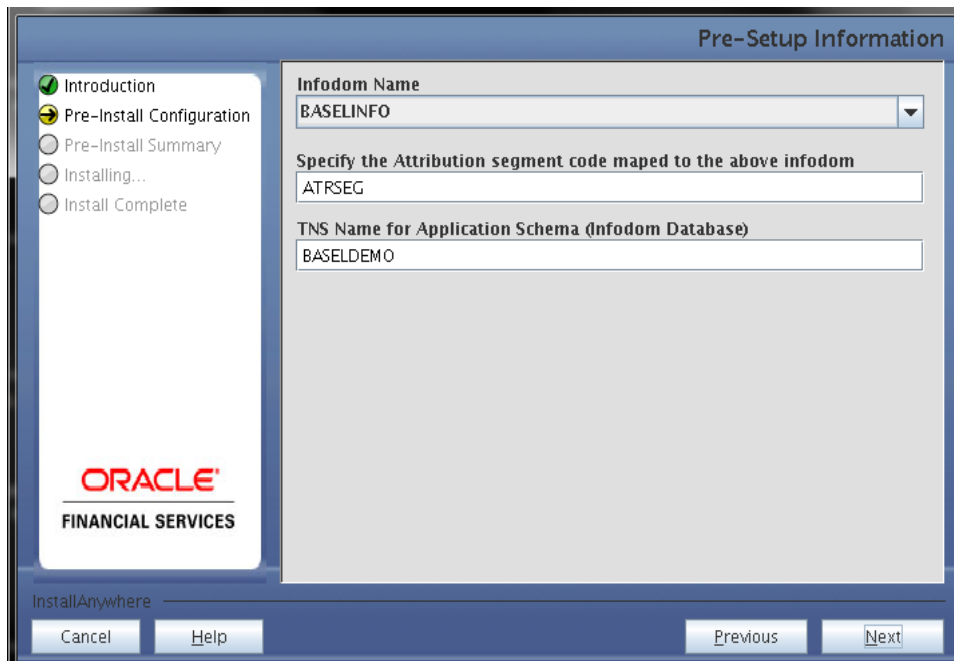 Pre-Setup Information
Introduction
Pre-Install Configuration
Pre-Install Summary
Installing...
Install Complete
Infodom Name
BASELINFO
Specify the Attribution segment code maped to the above infodom
ATRSEG
TNS Name for Application Schema (Infodom Database)
BASELDEMO
ORACLE
FINANCIAL SERVICES
InstallAnywhere
Cancel
Help
Previous
Next